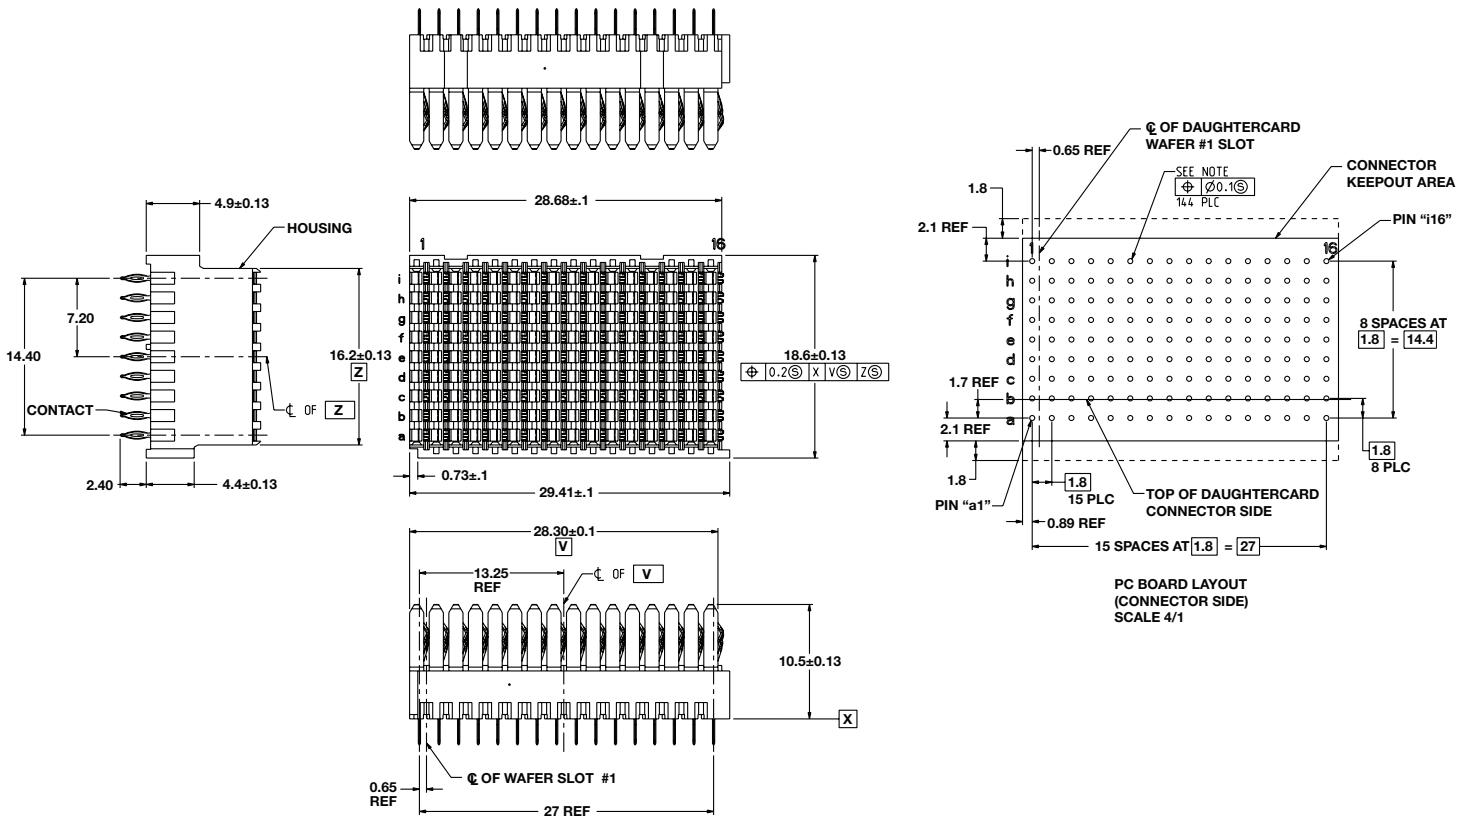 4.9±0.13
HOUSING
7.20
14.40
16.2±0.13
Z
CONTACT
℄ OF Z
2.40
4.4±0.13
28.68±.1
1
16
i
h
g
f
e
d
c
b
a
18.6±0.13
⌖ 0.2Ⓢ X VⓈ ZⓈ
0.73±.1
29.41±.1
28.30±0.1
V
13.25
REF
℄ OF V
10.5±0.13
X
℄ OF WAFER SLOT #1
0.65
REF
27 REF
℄ OF DAUGHTERCARD
WAFER #1 SLOT
0.65 REF
SEE NOTE
⌖ Ø0.1Ⓢ
144 PLC
CONNECTOR
KEEPOUT AREA
1.8
2.1 REF
PIN “i16”
1
16
i
h
g
f
e
d
c
b
a
8 SPACES AT
1.8 = 14.4
1.7 REF
2.1 REF
1.8
8 PLC
1.8
1.8
15 PLC
PIN “a1”
TOP OF DAUGHTERCARD
CONNECTOR SIDE
0.89 REF
15 SPACES AT 1.8 = 27
PC BOARD LAYOUT
(CONNECTOR SIDE)
SCALE 4/1